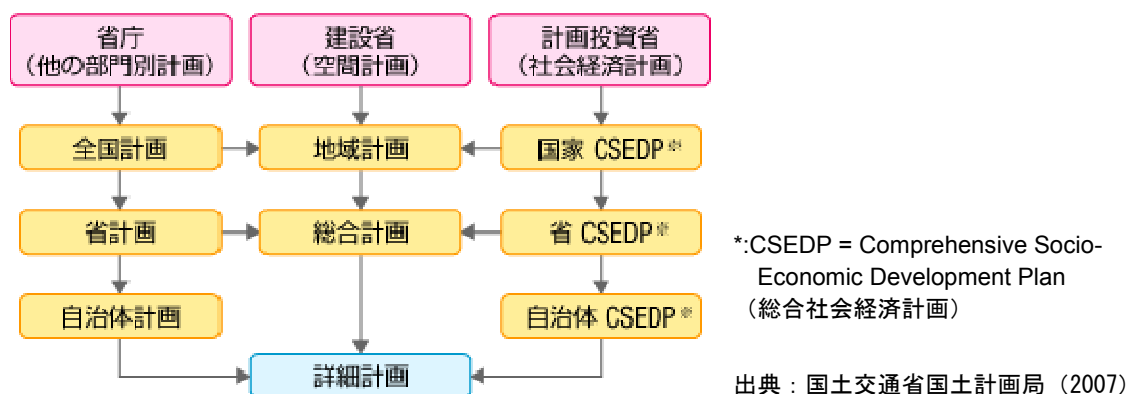 省庁
（他の部門別計画）
建設省
（空間計画）
計画投資省
（社会経済計画）
全国計画
地域計画
国家 CSEDP※
省計画
総合計画
省 CSEDP※
自治体計画
自治体 CSEDP※
詳細計画
*:CSEDP = Comprehensive Socio-
Economic Development Plan
（総合社会経済計画）
出典：国土交通省国土計画局（2007）